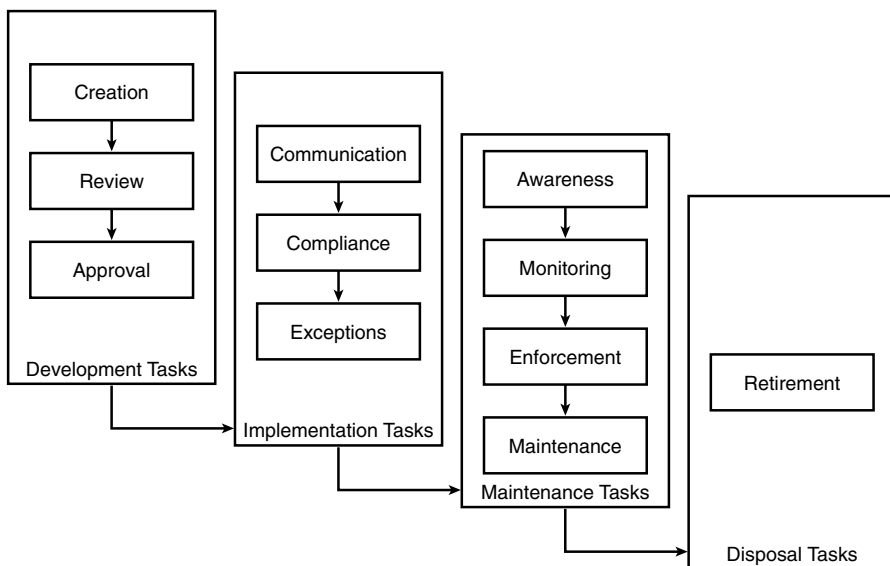 Creation
Review
Approval
Development Tasks
Communication
Compliance
Exceptions
Implementation Tasks
Awareness
Monitoring
Enforcement
Maintenance
Maintenance Tasks
Retirement
Disposal Tasks